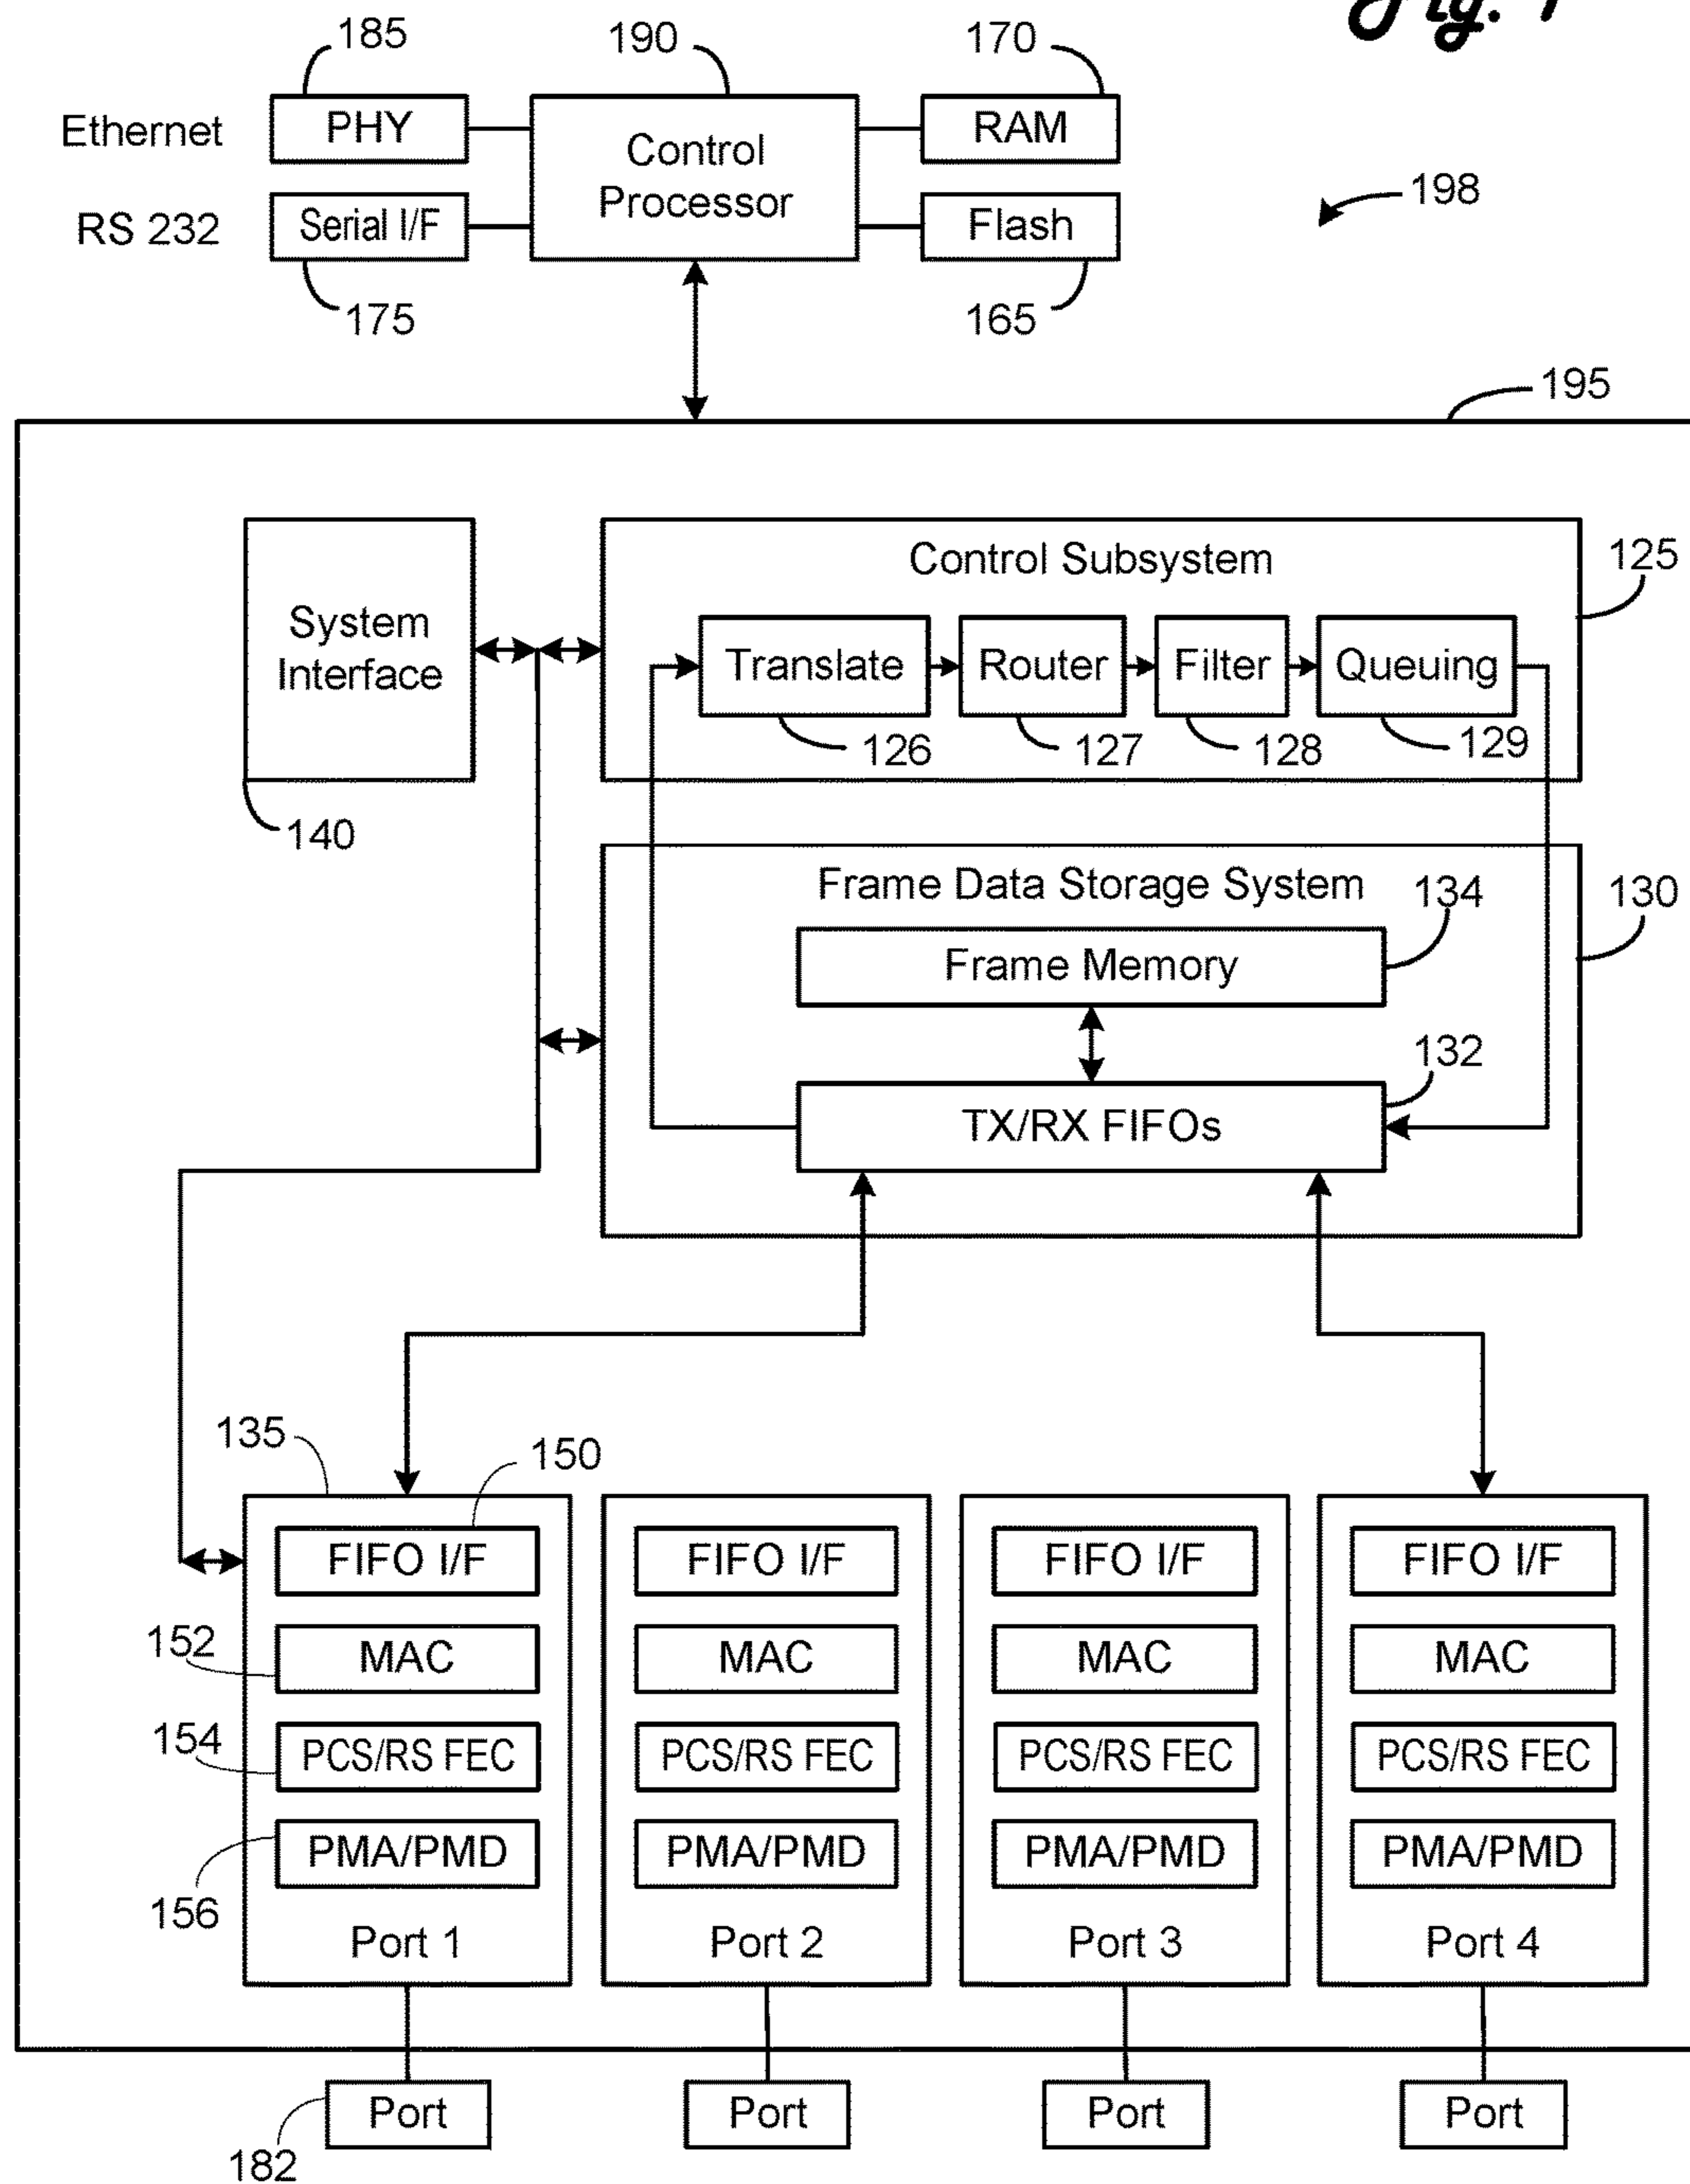 Fig. 1
185
190
170
Ethernet
PHY
Control
Processor
RAM
RS 232
Serial I/F
Flash
198
175
165
195
System
Interface
140
Control Subsystem
125
Translate
Router
Filter
Queuing
126
127
128
129
Frame Data Storage System
134
130
Frame Memory
132
TX/RX FIFOs
135
150
FIFO I/F
FIFO I/F
FIFO I/F
FIFO I/F
152
MAC
MAC
MAC
MAC
154
PCS/RS FEC
PCS/RS FEC
PCS/RS FEC
PCS/RS FEC
PMA/PMD
PMA/PMD
PMA/PMD
PMA/PMD
156
Port 1
Port 2
Port 3
Port 4
Port
Port
Port
Port
182